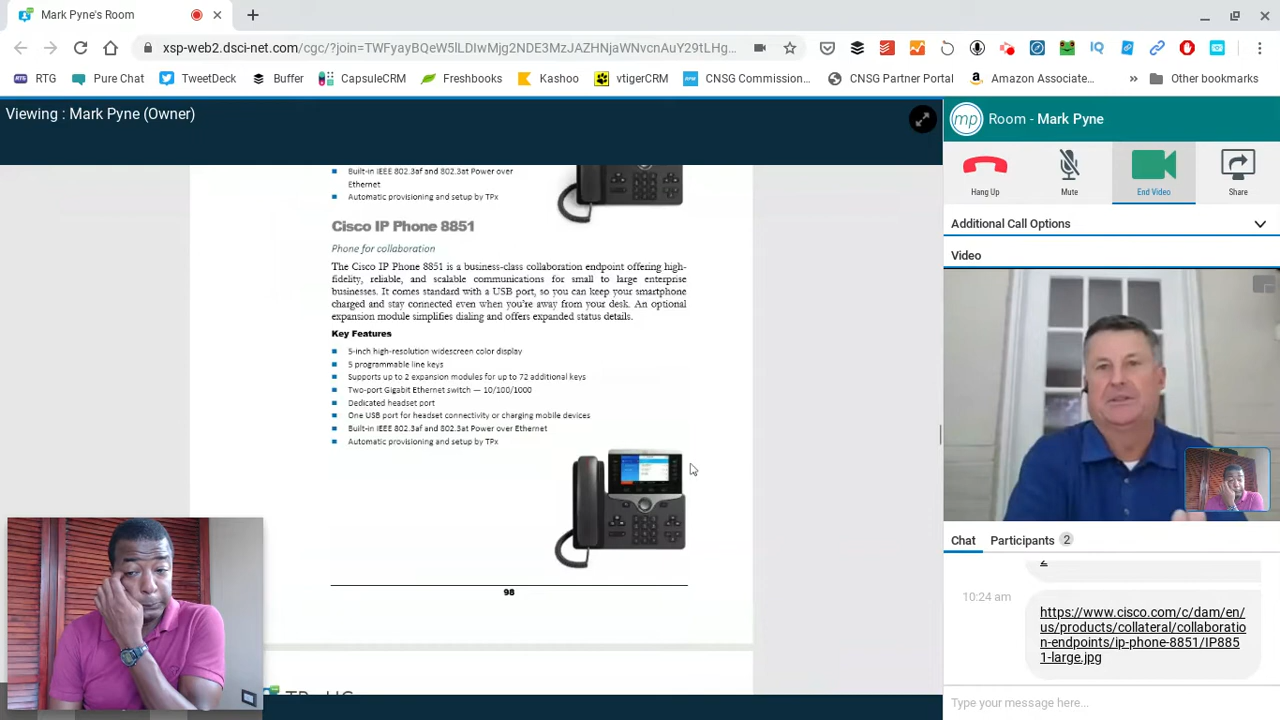 Mark Pyne's Room
xsp-web2.dsci-net.com/cgc/?join=TWFyayBQeW5lLDIwMjg2NDE3MzJAZHNjaWNvcnAuY29tLHg...
RTG
Pure Chat
TweetDeck
Buffer
CapsuleCRM
Freshbooks
Kashoo
vtigerCRM
CNSG Commission...
CNSG Partner Portal
Amazon Associate...
»
Other bookmarks
Viewing : Mark Pyne (Owner)
Built-in IEEE 802.3af and 802.3at Power over
Ethernet
Automatic provisioning and setup by TPx
Cisco IP Phone 8851
Phone for collaboration
The Cisco IP Phone 8851 is a business-class collaboration endpoint offering high-
fidelity, reliable, and scalable communications for small to large enterprise
businesses. It comes standard with a USB port, so you can keep your smartphone
charged and stay connected even when you're away from your desk. An optional
expansion module simplifies dialing and offers expanded status details.
Key Features
5-inch high-resolution widescreen color display
5 programmable line keys
Supports up to 2 expansion modules for up to 72 additional keys
Two-port Gigabit Ethernet switch — 10/100/1000
Dedicated headset port
One USB port for headset connectivity or charging mobile devices
Built-in IEEE 802.3af and 802.3at Power over Ethernet
Automatic provisioning and setup by TPx
98
mp Room - Mark Pyne
Hang Up
Mute
End Video
Share
Additional Call Options
Video
Chat
Participants 2
10:24 am
https://www.cisco.com/c/dam/en/
us/products/collateral/collaboratio
n-endpoints/ip-phone-8851/IP885
1-large.jpg
Type your message here...